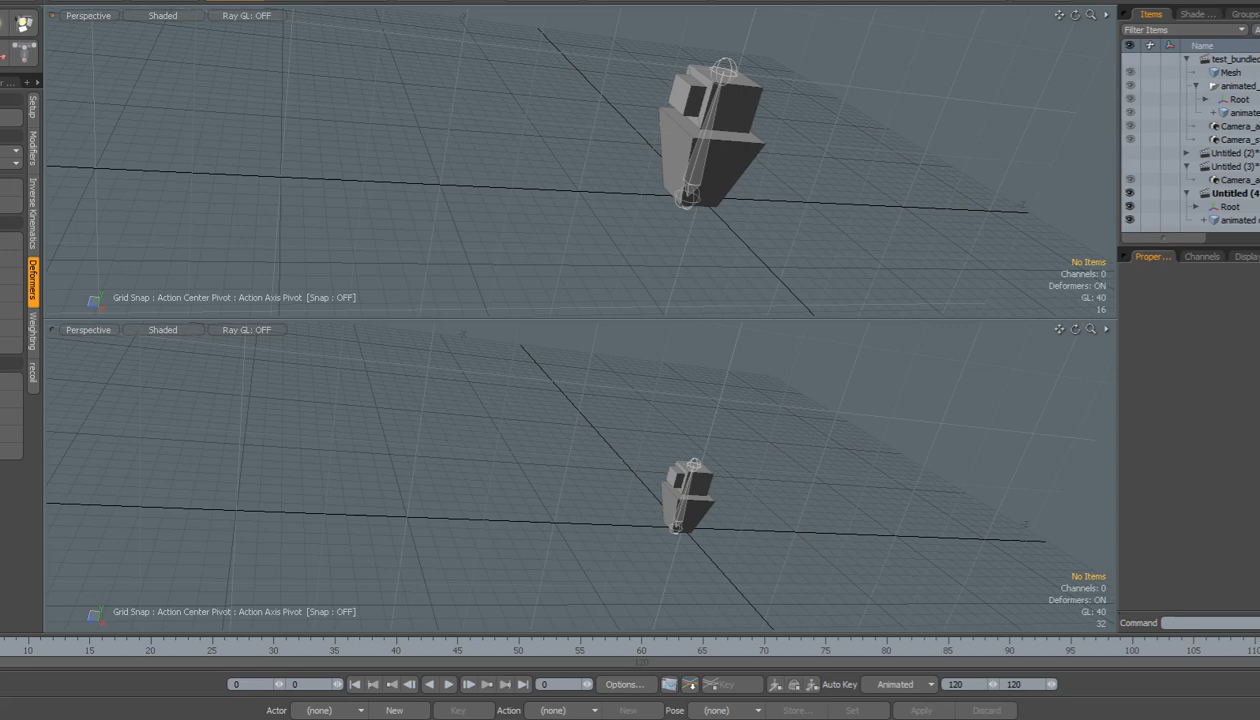 Perspective Shaded Ray GL: OFF
Items Shade ... Groups
Filter Items
Name
test_bundled
Mesh
animated_
Root
animate
Camera_a
Camera_s
Untitled (2)*
Untitled (3)*
Camera_a
Untitled (4
Root
animated
Setup
Modifiers
Inverse Kinematics
Deformers
Weighting
recoil
No Items
Channels: 0
Deformers: ON
GL: 40
16
Grid Snap : Action Center Pivot : Action Axis Pivot [Snap : OFF]
Proper ... Channels Display
Perspective Shaded Ray GL: OFF
No Items
Channels: 0
Deformers: ON
GL: 40
32
Grid Snap : Action Center Pivot : Action Axis Pivot [Snap : OFF]
Command
10 15 20 25 30 35 40 45 50 55 60 65 70 75 80 85 90 95 100 105 110
120
0 0 0 Options... Key Auto Key Animated 120 120
Actor (none) New Key Action (none) New Pose (none) Store... Set Apply Discard